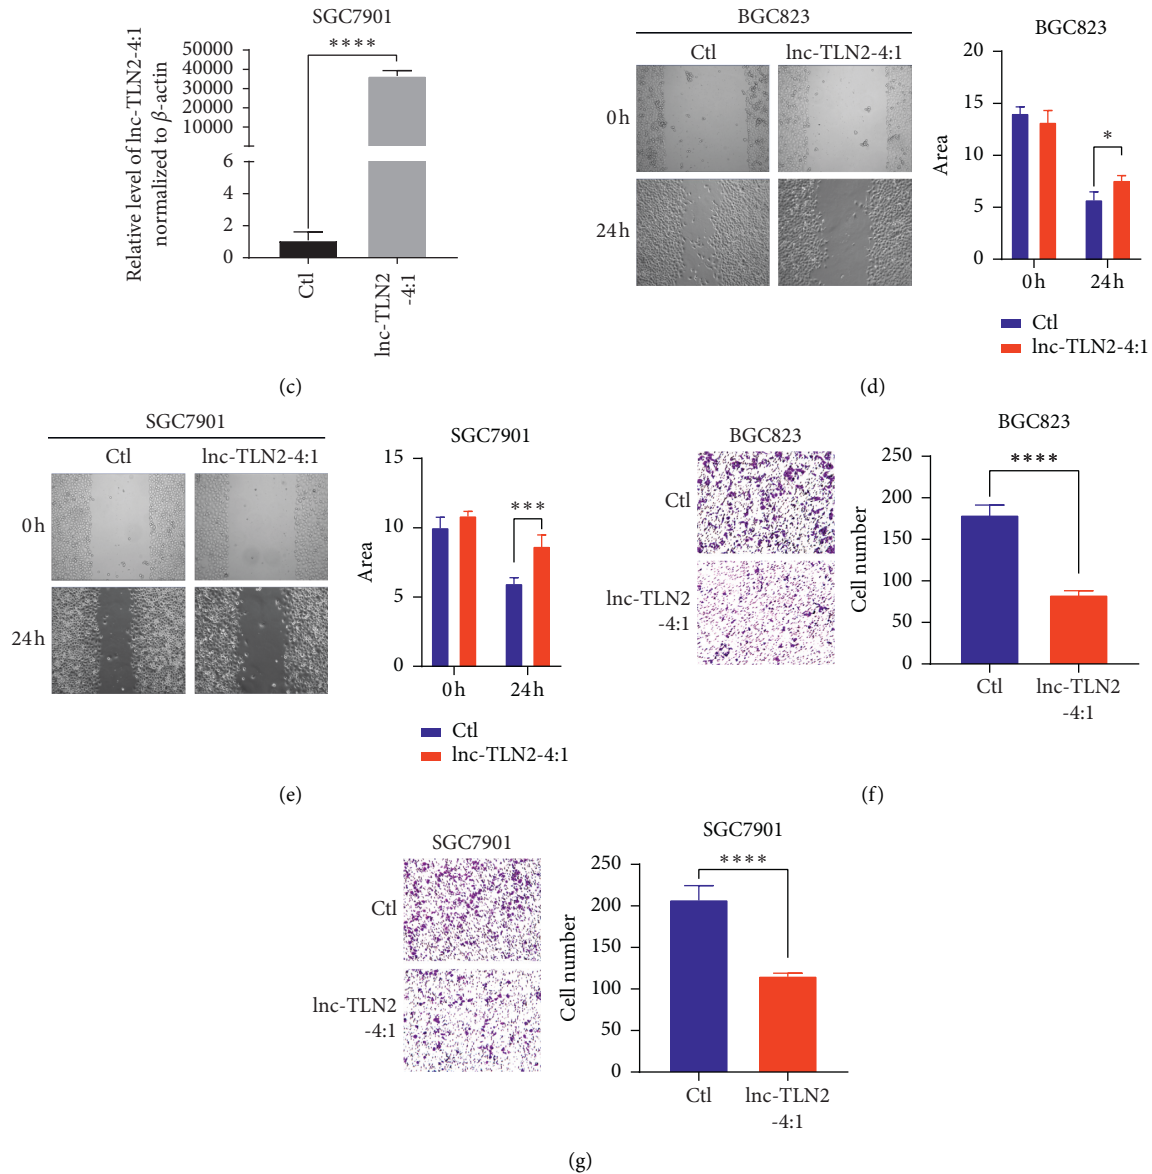 SGC7901
Relative level of lnc-TLN2-4:1
normalized to β-actin
50000
40000
30000
20000
10000
6
4
2
0
****
Ctl
lnc-TLN2
-4:1
(c)
BGC823
Ctl
lnc-TLN2-4:1
0 h
24 h
BGC823
Area
20
15
10
5
0
*
0 h
24 h
Ctl
lnc-TLN2-4:1
(d)
SGC7901
Ctl
lnc-TLN2-4:1
0 h
24 h
SGC7901
Area
15
10
5
0
***
0 h
24 h
Ctl
lnc-TLN2-4:1
(e)
BGC823
Ctl
lnc-TLN2
-4:1
BGC823
Cell number
250
200
150
100
50
0
****
Ctl
lnc-TLN2
-4:1
(f)
SGC7901
Ctl
lnc-TLN2
-4:1
SGC7901
Cell number
250
200
150
100
50
0
****
Ctl
lnc-TLN2
-4:1
(g)